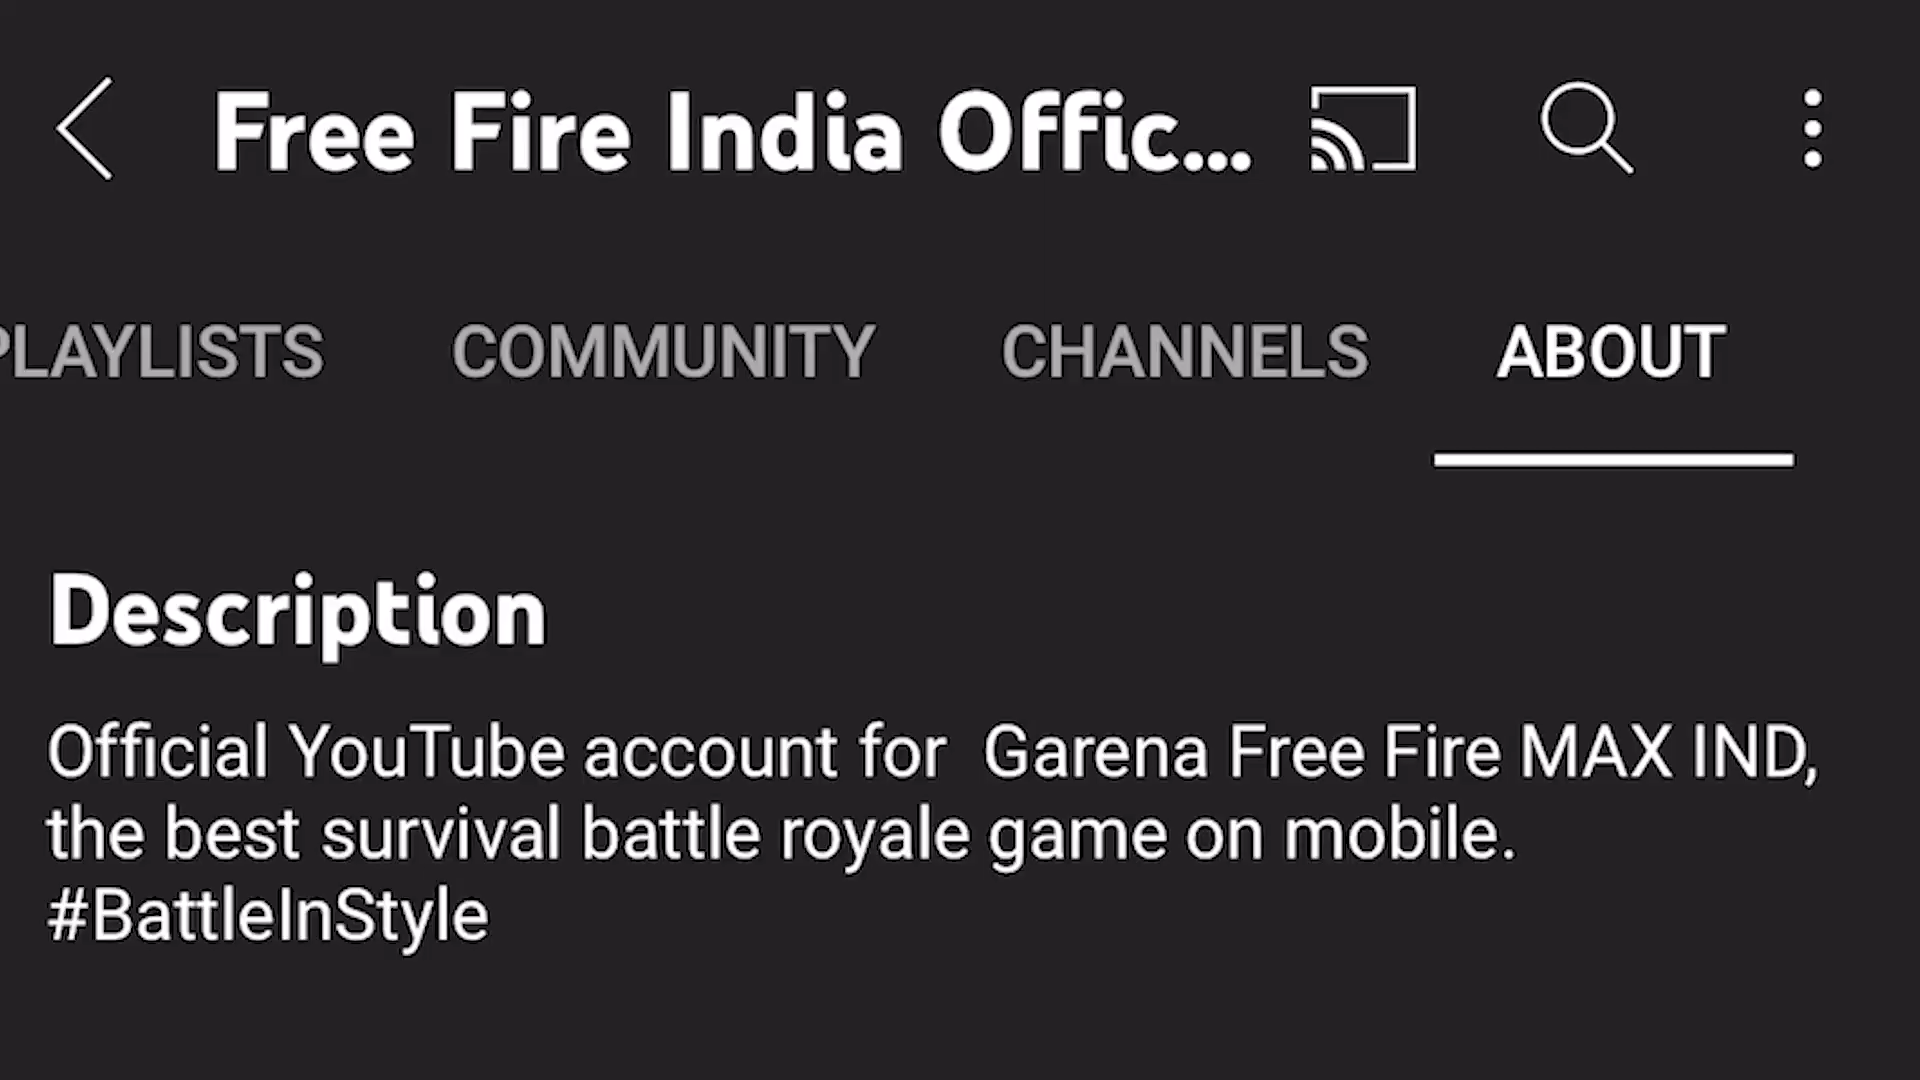 Free Fire India Offic...
PLAYLISTS COMMUNITY CHANNELS ABOUT
Description
Official YouTube account for  Garena Free Fire MAX IND,
the best survival battle royale game on mobile.
#BattleInStyle